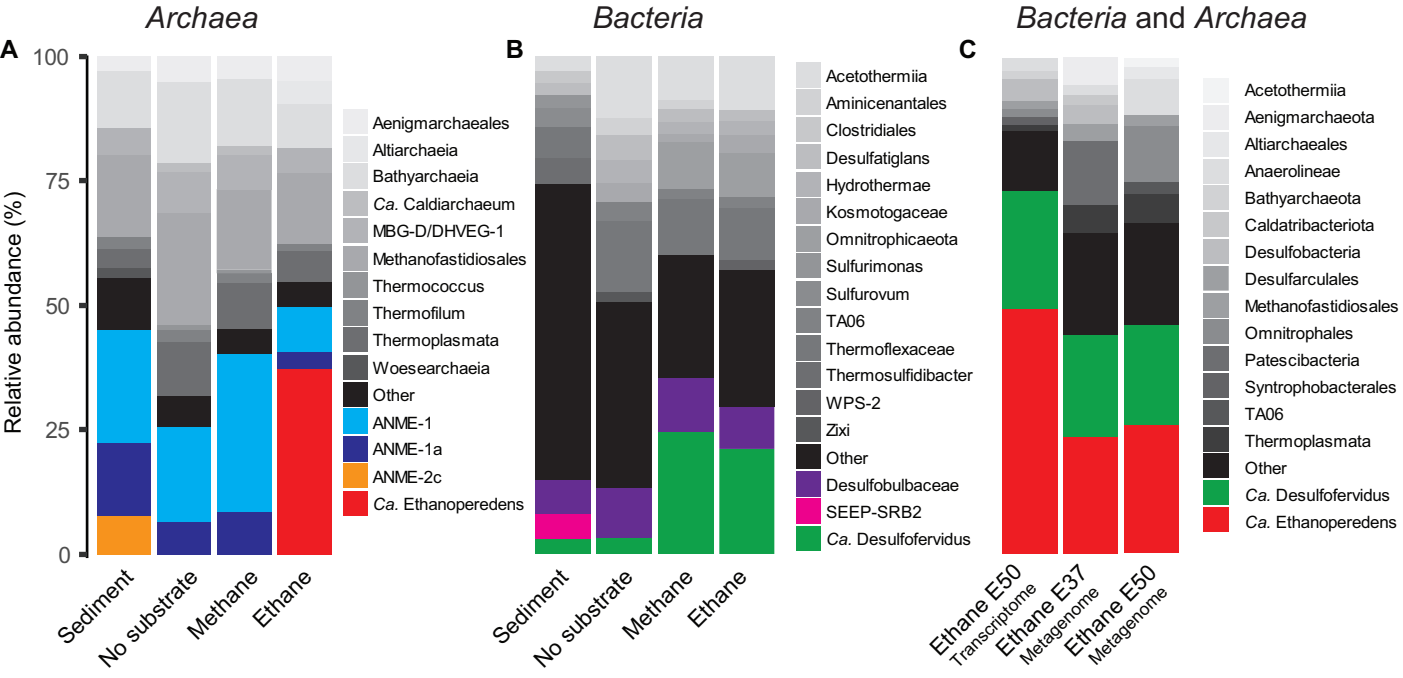 Archaea
Bacteria
Bacteria and Archaea
A
B
C
Relative abundance (%)
100
75
50
25
0
Sediment
No substrate
Methane
Ethane
Aenigmarchaeales
Altiarchaeia
Bathyarchaeia
Ca. Caldiarchaeum
MBG-D/DHVEG-1
Methanofastidiosales
Thermococcus
Thermofilum
Thermoplasmata
Woesearchaeia
Other
ANME-1
ANME-1a
ANME-2c
Ca. Ethanoperedens
Sediment
No substrate
Methane
Ethane
Acetothermiia
Aminicenantales
Clostridiales
Desulfatiglans
Hydrothermae
Kosmotogaceae
Omnitrophicaeota
Sulfurimonas
Sulfurovum
TA06
Thermoflexaceae
Thermosulfidibacter
WPS-2
Zixi
Other
Desulfobulbaceae
SEEP-SRB2
Ca. Desulfofervidus
Ethane E50
Transcriptome
Ethane E37
Metagenome
Ethane E50
Metagenome
Acetothermiia
Aenigmarchaeota
Altiarchaeales
Anaerolineae
Bathyarchaeota
Caldatribacteriota
Desulfobacteria
Desulfarculales
Methanofastidiosales
Omnitrophales
Patescibacteria
Syntrophobacterales
TA06
Thermoplasmata
Other
Ca. Desulfofervidus
Ca. Ethanoperedens